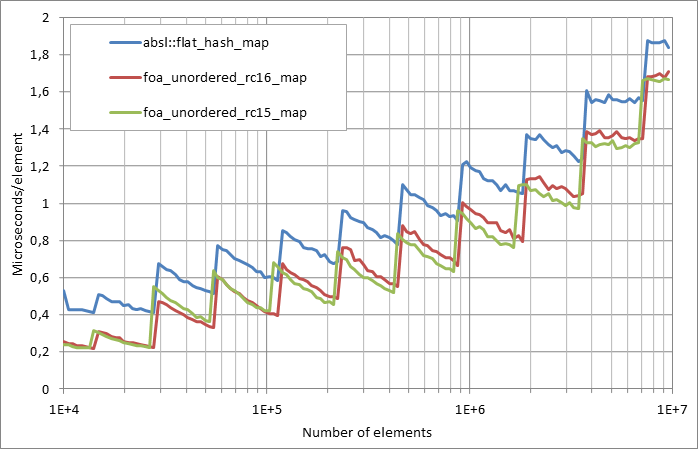 2
1,8
1,6
1,4
1,2
1
0,8
0,6
0,4
0,2
0
Microseconds/element
absl::flat_hash_map
foa_unordered_rc16_map
foa_unordered_rc15_map
1E+4 1E+5 1E+6 1E+7
Number of elements